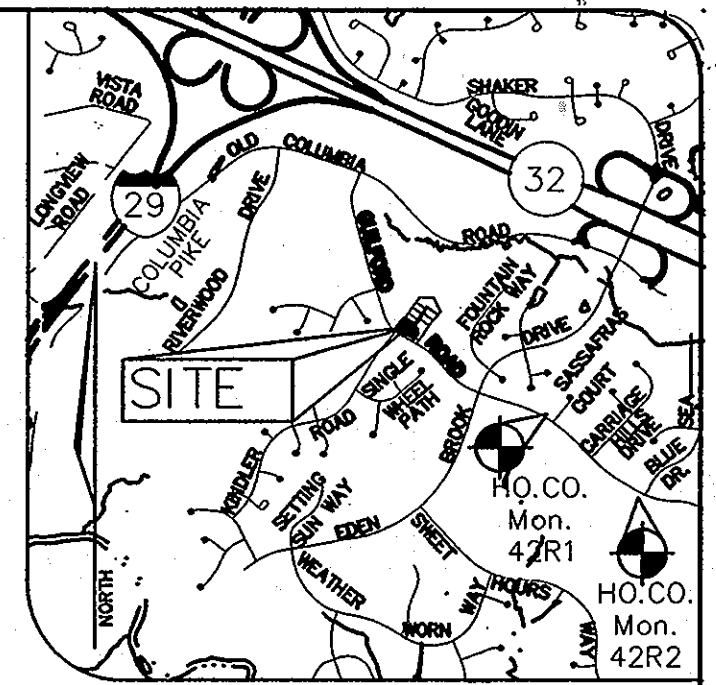 VISTA
ROAD
LONGVIEW
ROAD
29
COLUMBIA
PIKE
OLD COLUMBIA ROAD
RIVERWOOD DRIVE
GUILFORD ROAD
SHAKER DRIVE
GOODIN
LANE
32
FOUNTAIN
ROCK WAY
SITE
SINGLE
WHEEL
PATH
KINDLER ROAD
SETTING
SUN WAY
EDEN BROOK DRIVE
SASSAFRAS
COURT
CARRIAGE
HILLS
DRIVE
SEA
BLUE
DR.
HO.CO.
Mon.
42R1
HO.CO.
Mon.
42R2
SWEET HOURS WAY
WEATHER WORN WAY
NORTH